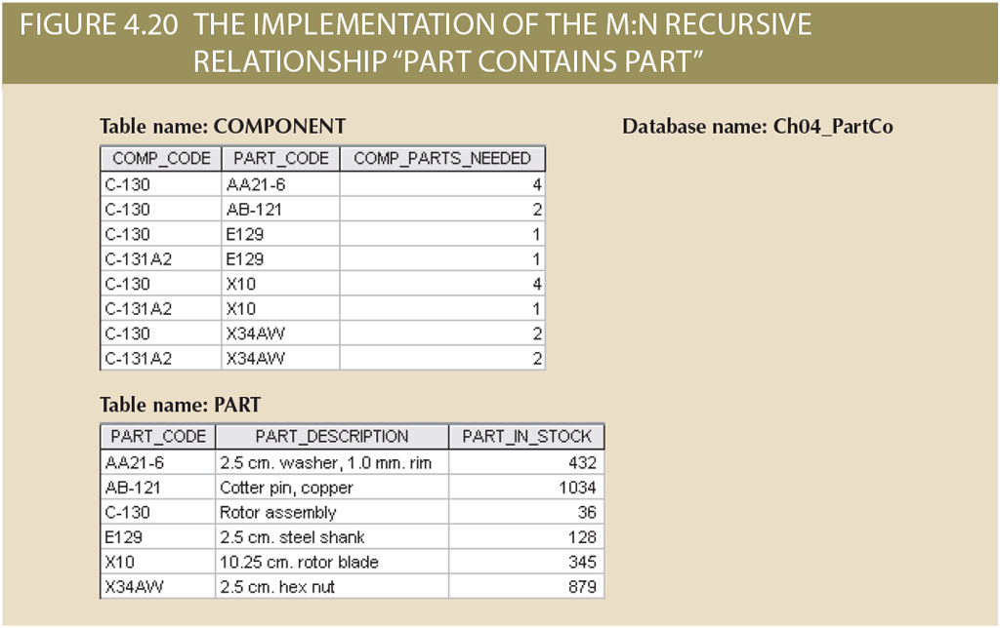 FIGURE 4.20 THE IMPLEMENTATION OF THE M:N RECURSIVE
RELATIONSHIP “PART CONTAINS PART”
Table name: COMPONENT
Database name: Ch04_PartCo
COMP_CODE PART_CODE COMP_PARTS_NEEDED
C-130 AA21-6 4
C-130 AB-121 2
C-130 E129 1
C-131A2 E129 1
C-130 X10 4
C-131A2 X10 1
C-130 X34AW 2
C-131A2 X34AW 2
Table name: PART
PART_CODE PART_DESCRIPTION PART_IN_STOCK
AA21-6 2.5 cm. washer, 1.0 mm. rim 432
AB-121 Cotter pin, copper 1034
C-130 Rotor assembly 36
E129 2.5 cm. steel shank 128
X10 10.25 cm. rotor blade 345
X34AW 2.5 cm. hex nut 879